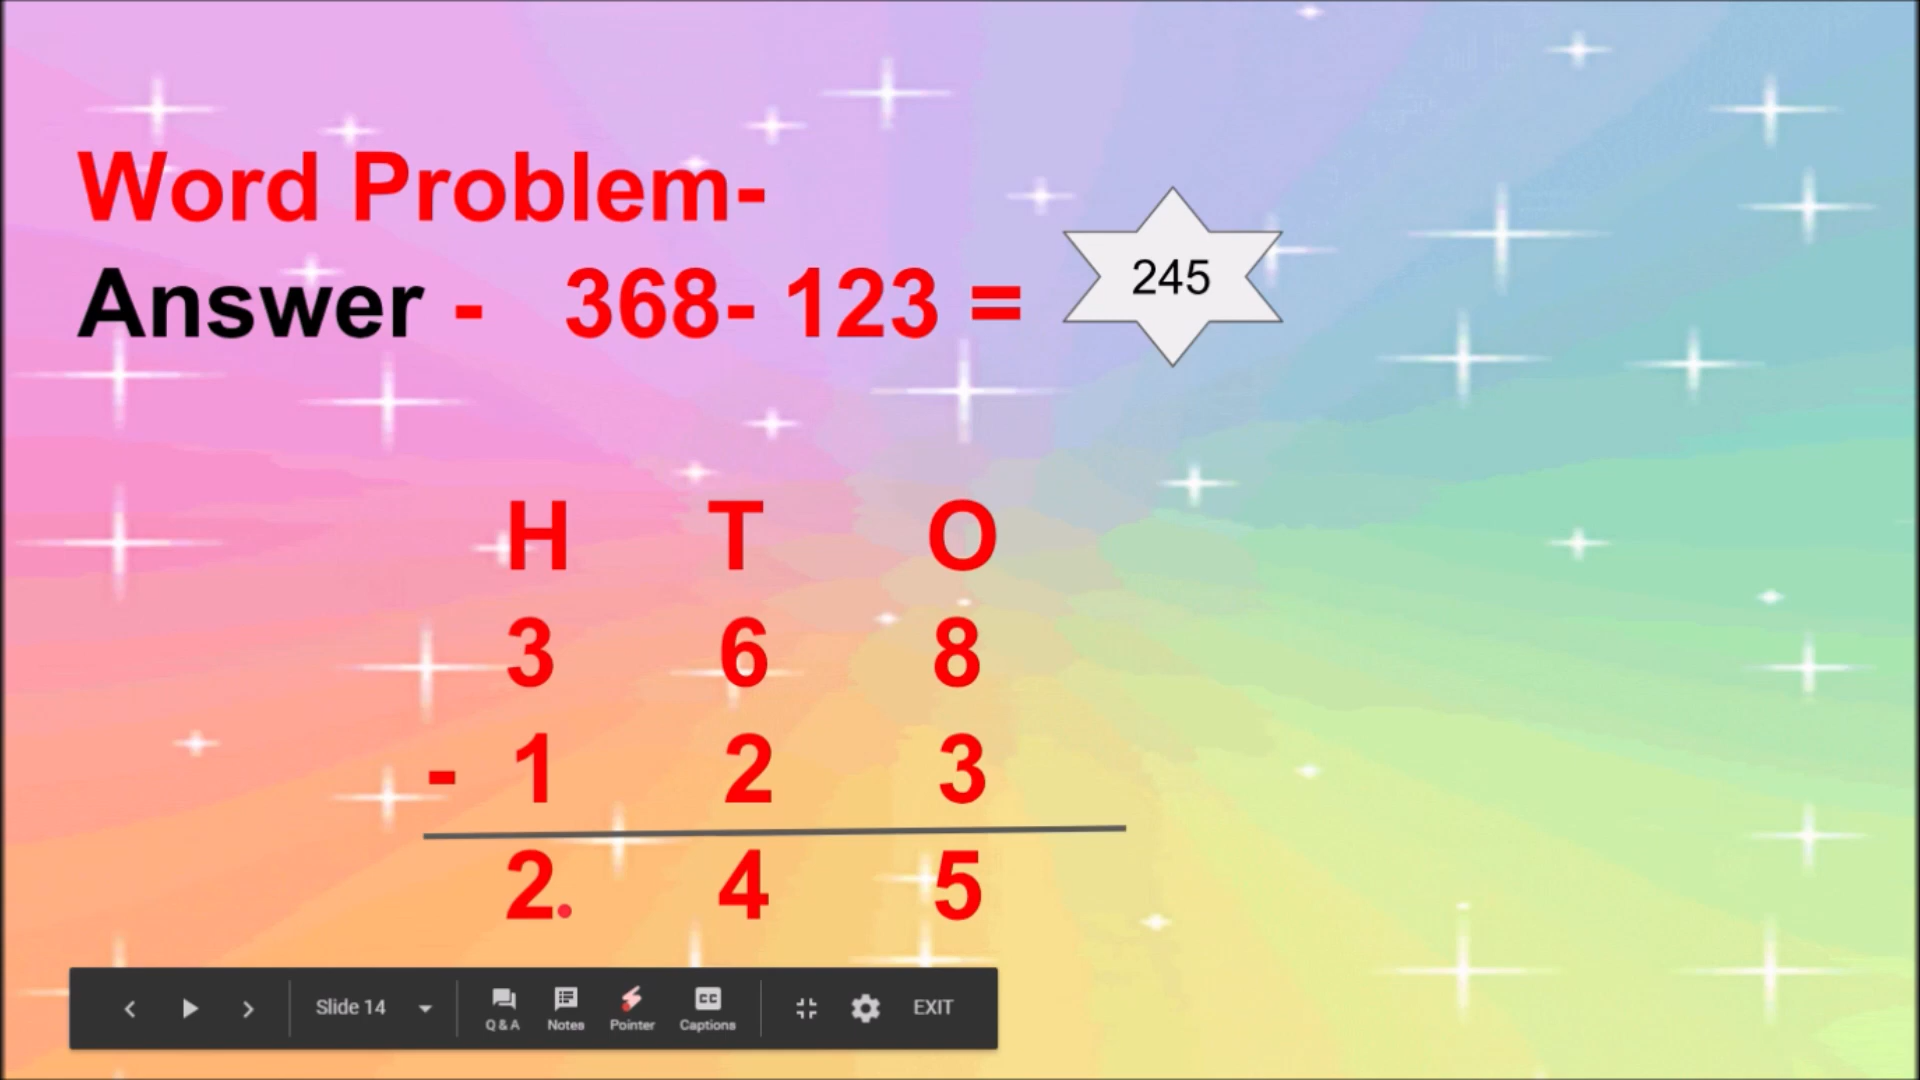 Word Problem-
Answer - 368- 123 = 245
H T O
3 6 8
- 1 2 3
2 4 5
Slide 14 Q & A Notes Pointer CC Captions EXIT